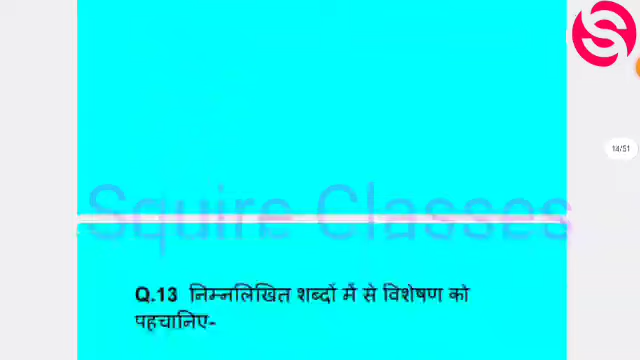 14/51
Squire Classes
Q.13 निम्नलिखित शब्दों में से विशेषण को
पहचानिए-